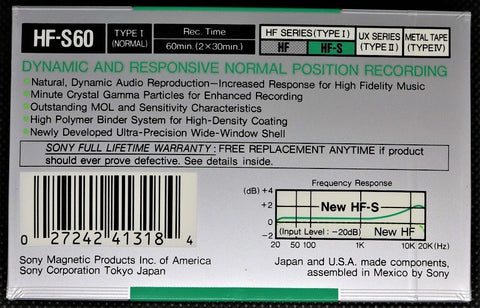 HF-S60
TYPE I
(NORMAL)
Rec. Time
60min. (2×30min.)
HF SERIES (TYPE I)
HF HF-S
UX SERIES
(TYPE II)
METAL TAPE
(TYPE IV)
DYNAMIC AND RESPONSIVE NORMAL POSITION RECORDING
Natural, Dynamic Audio Reproduction—Increased Response for High Fidelity Music
Minute Crystal Gamma Particles for Enhanced Recording
Outstanding MOL and Sensitivity Characteristics
High Polymer Binder System for High-Density Coating
Newly Developed Ultra-Precision Wide-Window Shell
SONY FULL LIFETIME WARRANTY: FREE REPLACEMENT ANYTIME if product
should ever prove defective. See details inside.
0 27242 41318 4
Sony Magnetic Products Inc. of America
Sony Corporation Tokyo Japan
Frequency Response
(dB) +4
+2
0
-2
New HF-S
(Input Level: -20dB)
New HF
20 50 100 1K 10K 20K(Hz)
Japan and U.S.A. made components,
assembled in Mexico by Sony